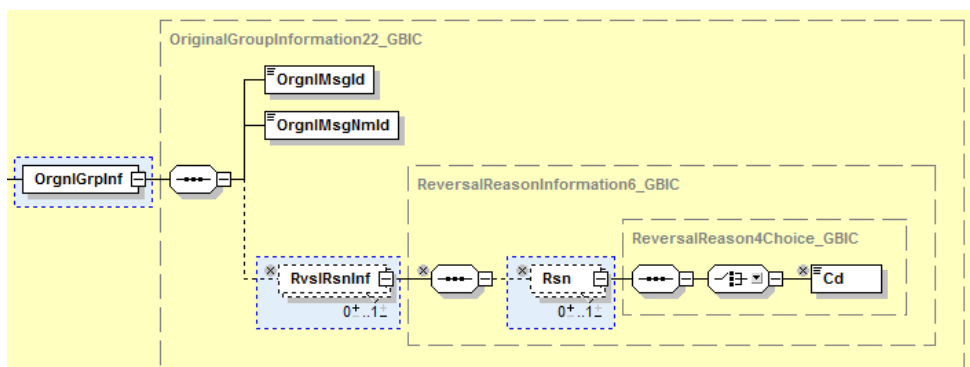 OriginalGroupInformation22_GBIC
OrgnlMsgId
OrgnlMsgNmId
OrgnlGrpInf
ReversalReasonInformation6_GBIC
ReversalReason4Choice_GBIC
RvslRsnInf
Rsn
Cd
0±..1±
0±..1±